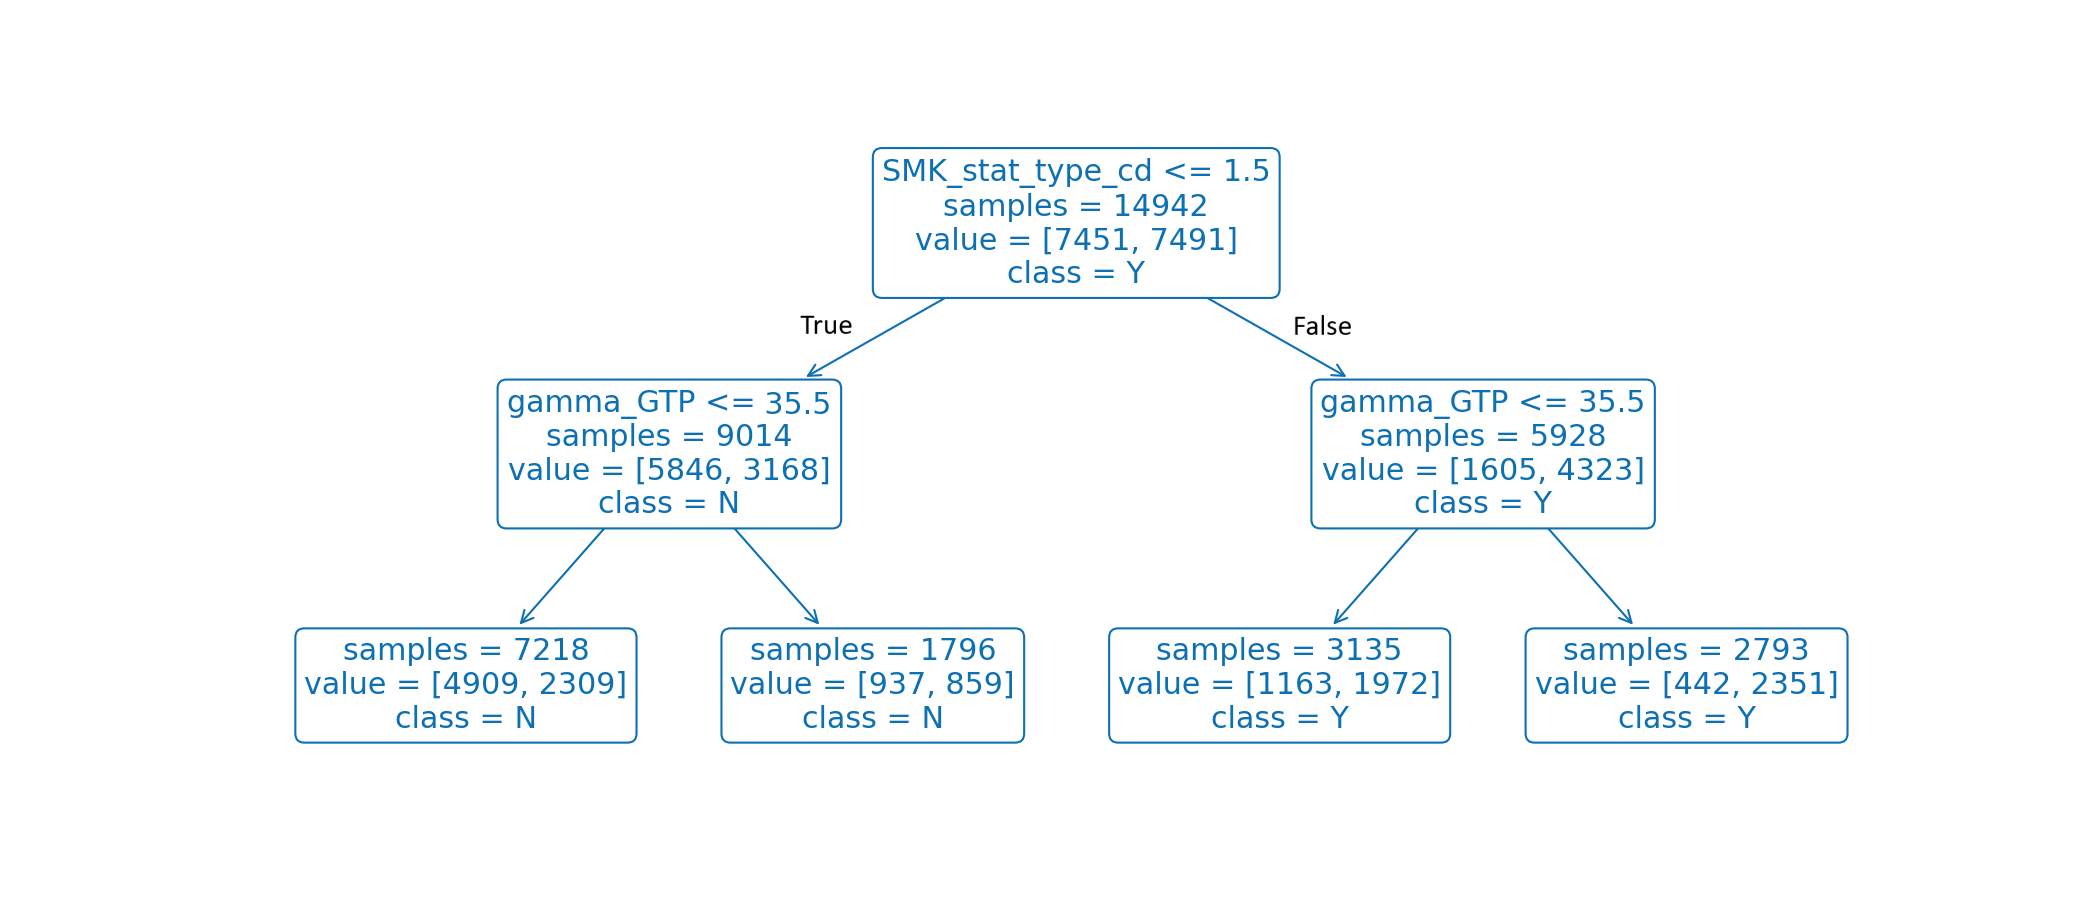 SMK_stat_type_cd <= 1.5
samples = 14942
value = [7451, 7491]
class = Y
True
False
gamma_GTP <= 35.5
samples = 9014
value = [5846, 3168]
class = N
gamma_GTP <= 35.5
samples = 5928
value = [1605, 4323]
class = Y
samples = 7218
value = [4909, 2309]
class = N
samples = 1796
value = [937, 859]
class = N
samples = 3135
value = [1163, 1972]
class = Y
samples = 2793
value = [442, 2351]
class = Y